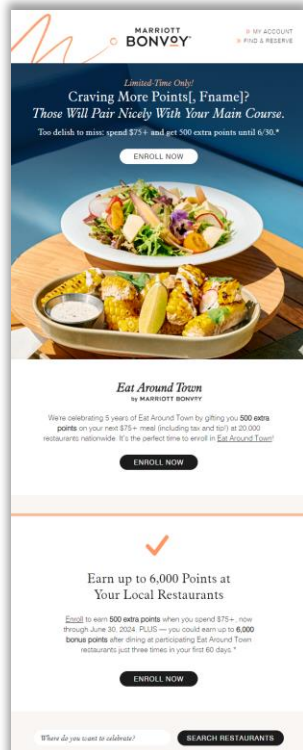 MARRIOTT
BONVOY
MY ACCOUNT
FIND & RESERVE
Limited-Time Only!
Craving More Points[, Fname]?
Those Will Pair Nicely With Your Main Course.
Too delish to miss: spend $75+ and get 500 extra points until 6/30.*
ENROLL NOW
Eat Around Town
by MARRIOTT BONVOY
We're celebrating 5 years of Eat Around Town by gifting you 500 extra
points on your next $75+ meal (including tax and tip!) at 20,000
restaurants nationwide. It's the perfect time to enroll in Eat Around Town!
ENROLL NOW
Earn up to 6,000 Points at
Your Local Restaurants
Enroll to earn 500 extra points when you spend $75+, now
through June 30, 2024. PLUS — you could earn up to 6,000
bonus points after dining at participating Eat Around Town
restaurants just three times in your first 60 days.*
ENROLL NOW
Where do you want to celebrate?
SEARCH RESTAURANTS